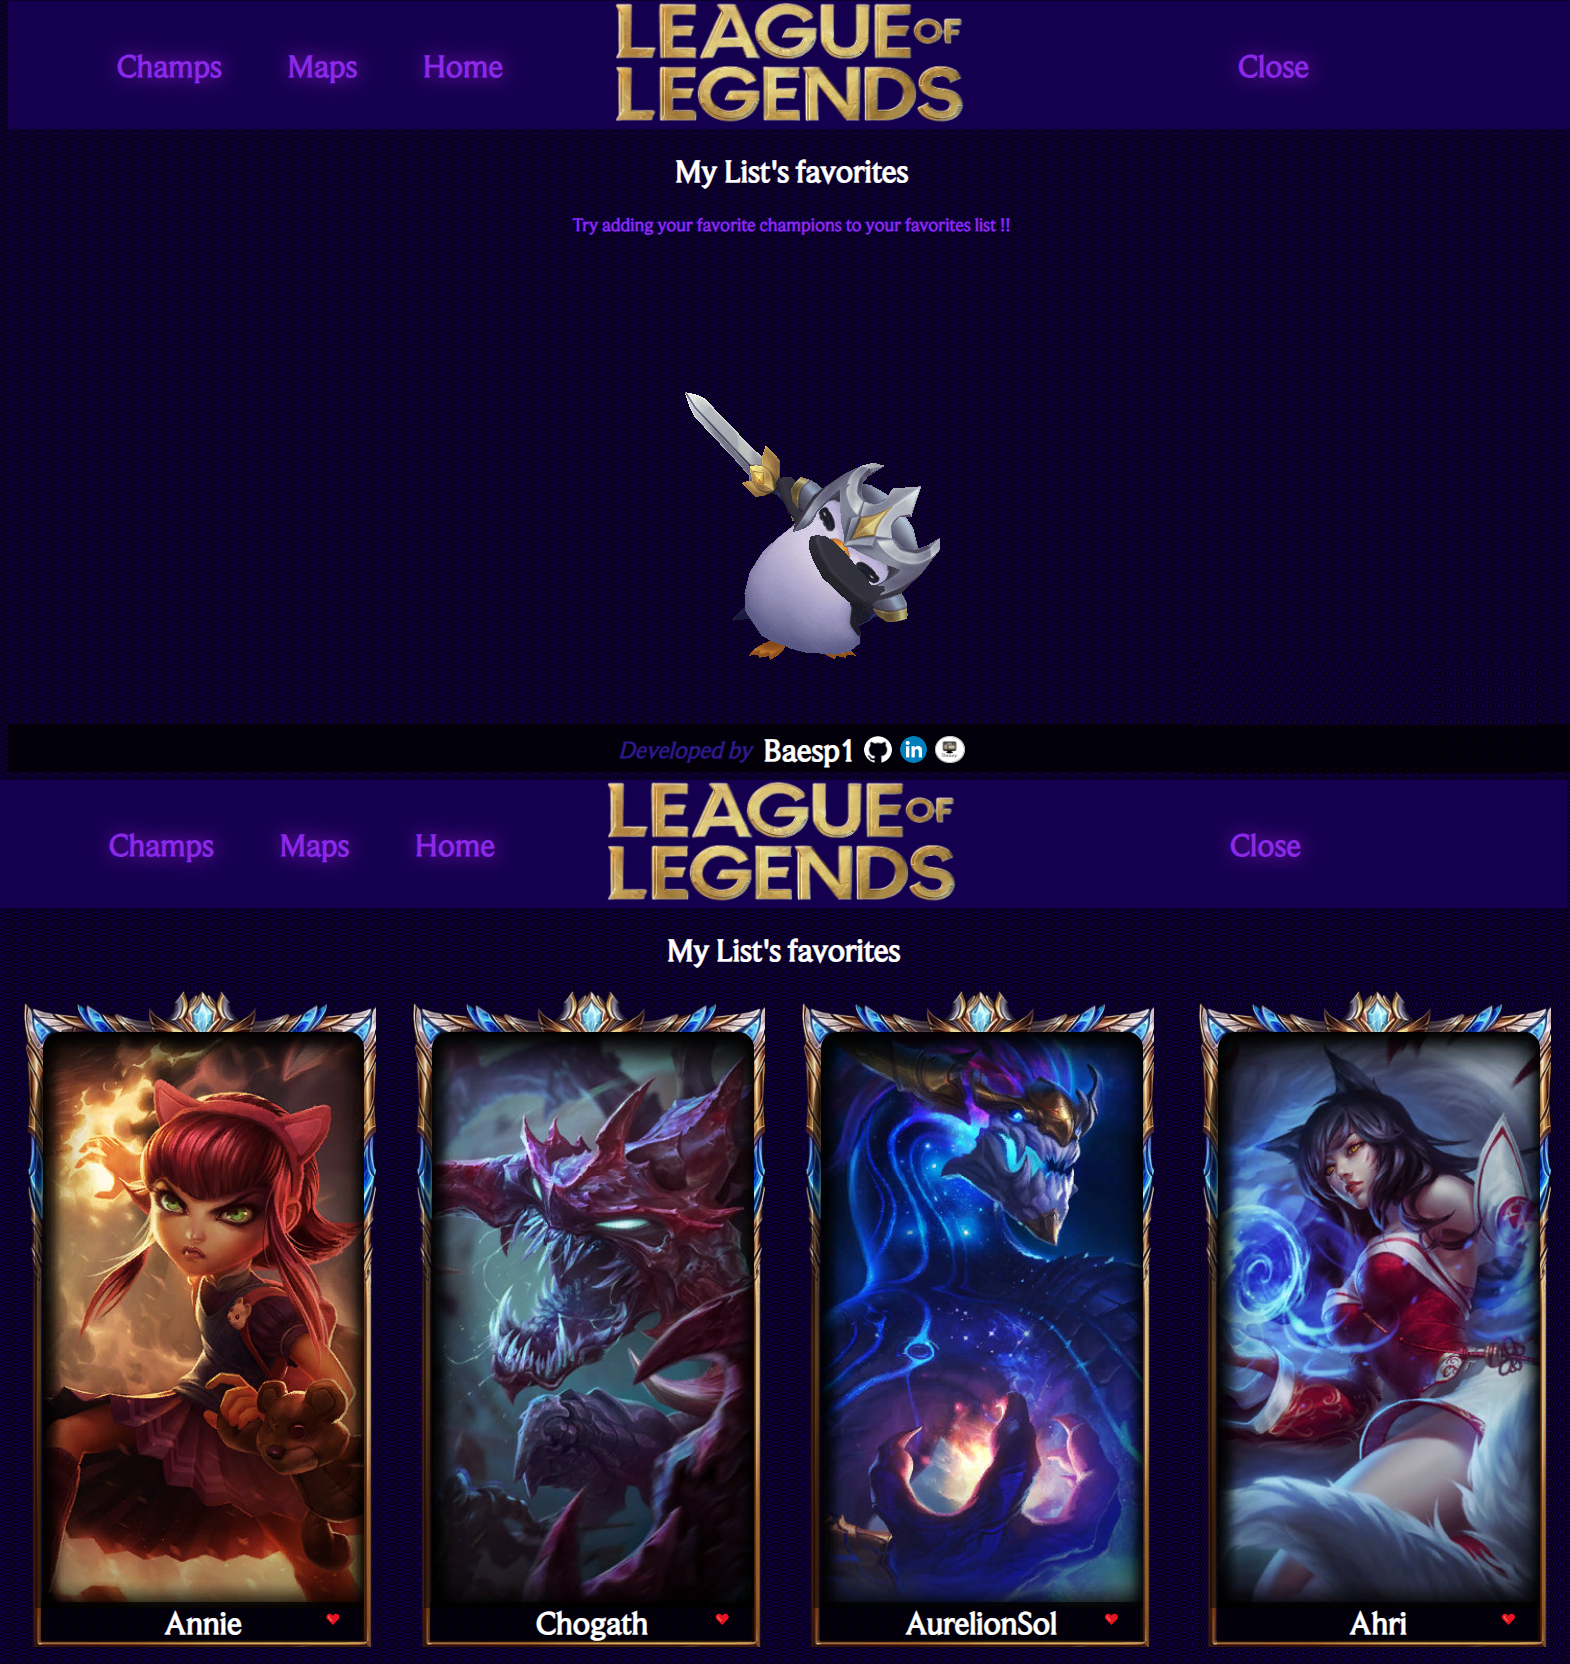 Champs Maps Home LEAGUE OF LEGENDS Close
My List's favorites
Try adding your favorite champions to your favorites list !!
Developed by Baesp1 in
Champs Maps Home LEAGUE OF LEGENDS Close
My List's favorites
Annie Chogath AurelionSol Ahri